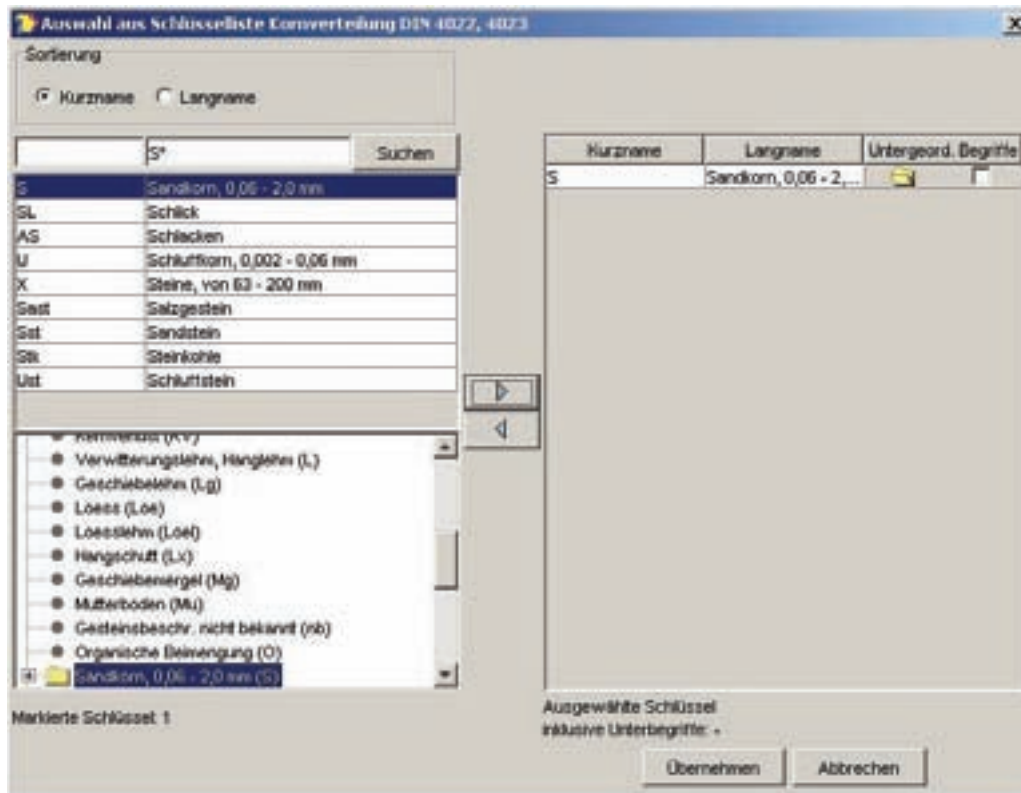 Auswahl aus Schlüsselliste Kornverteilung DIN 4022, 4023
Sortierung
Kurzname Langname
S* Suchen
S Sandkorn, 0,06 - 2,0 mm
SL Schlick
AS Schlacken
U Schluffkorn, 0,002 - 0,06 mm
X Steine, von 63 - 200 mm
Sast Salzgestein
Sst Sandstein
Stk Steinkohle
Ust Schluffstein
Kernverlust (KV)
Verwitterungslehm, Hanglehm (L)
Geschiebelehm (Lg)
Loess (Loe)
Loesslehm (Loel)
Hangschutt (Lx)
Geschiebemergel (Mg)
Mutterboden (Mu)
Gesteinsbeschr. nicht bekannt (nb)
Organische Beimengung (O)
Sandkorn, 0,06 - 2,0 mm (S)
Markierte Schlüssel: 1
Kurzname Langname Untergeord. Begriffe
S Sandkorn, 0,06 - 2,...
Ausgewählte Schlüssel
inklusive Unterbegriffe: -
Übernehmen Abbrechen